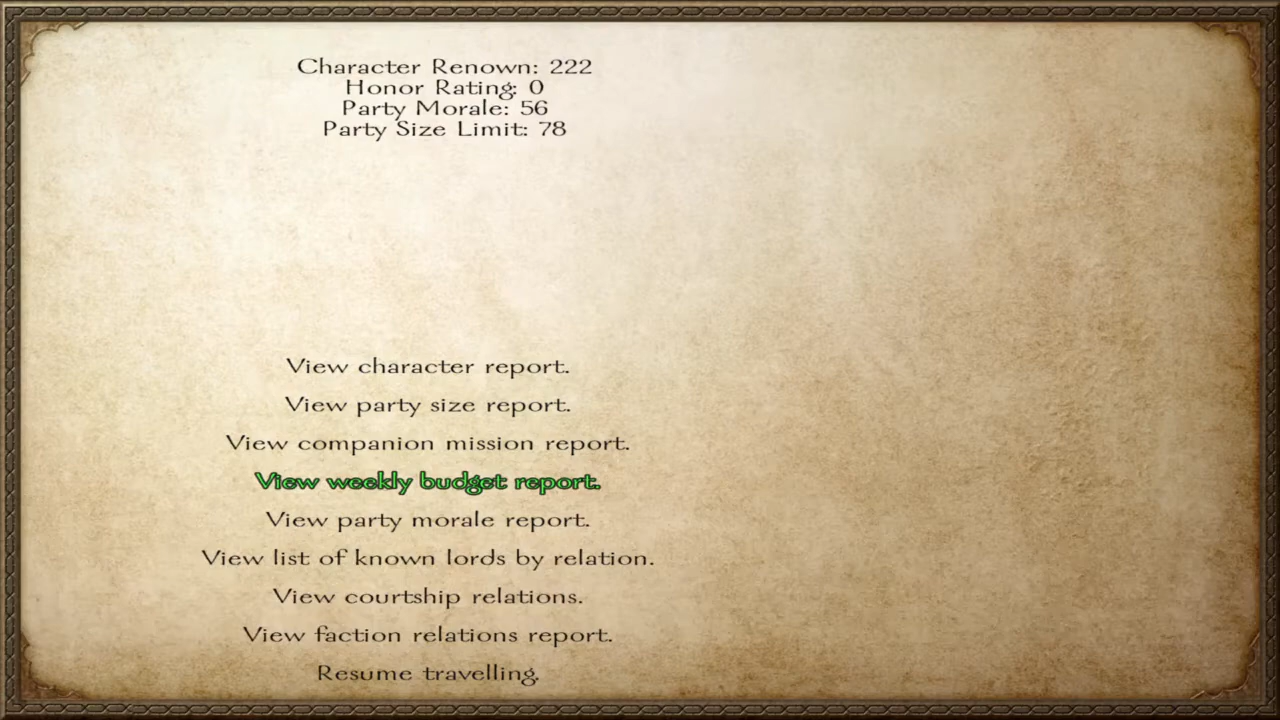 Character Renown: 222
Honor Rating: 0
Party Morale: 56
Party Size Limit: 78
View character report.
View party size report.
View companion mission report.
View weekly budget report.
View party morale report.
View list of known lords by relation.
View courtship relations.
View faction relations report.
Resume travelling.